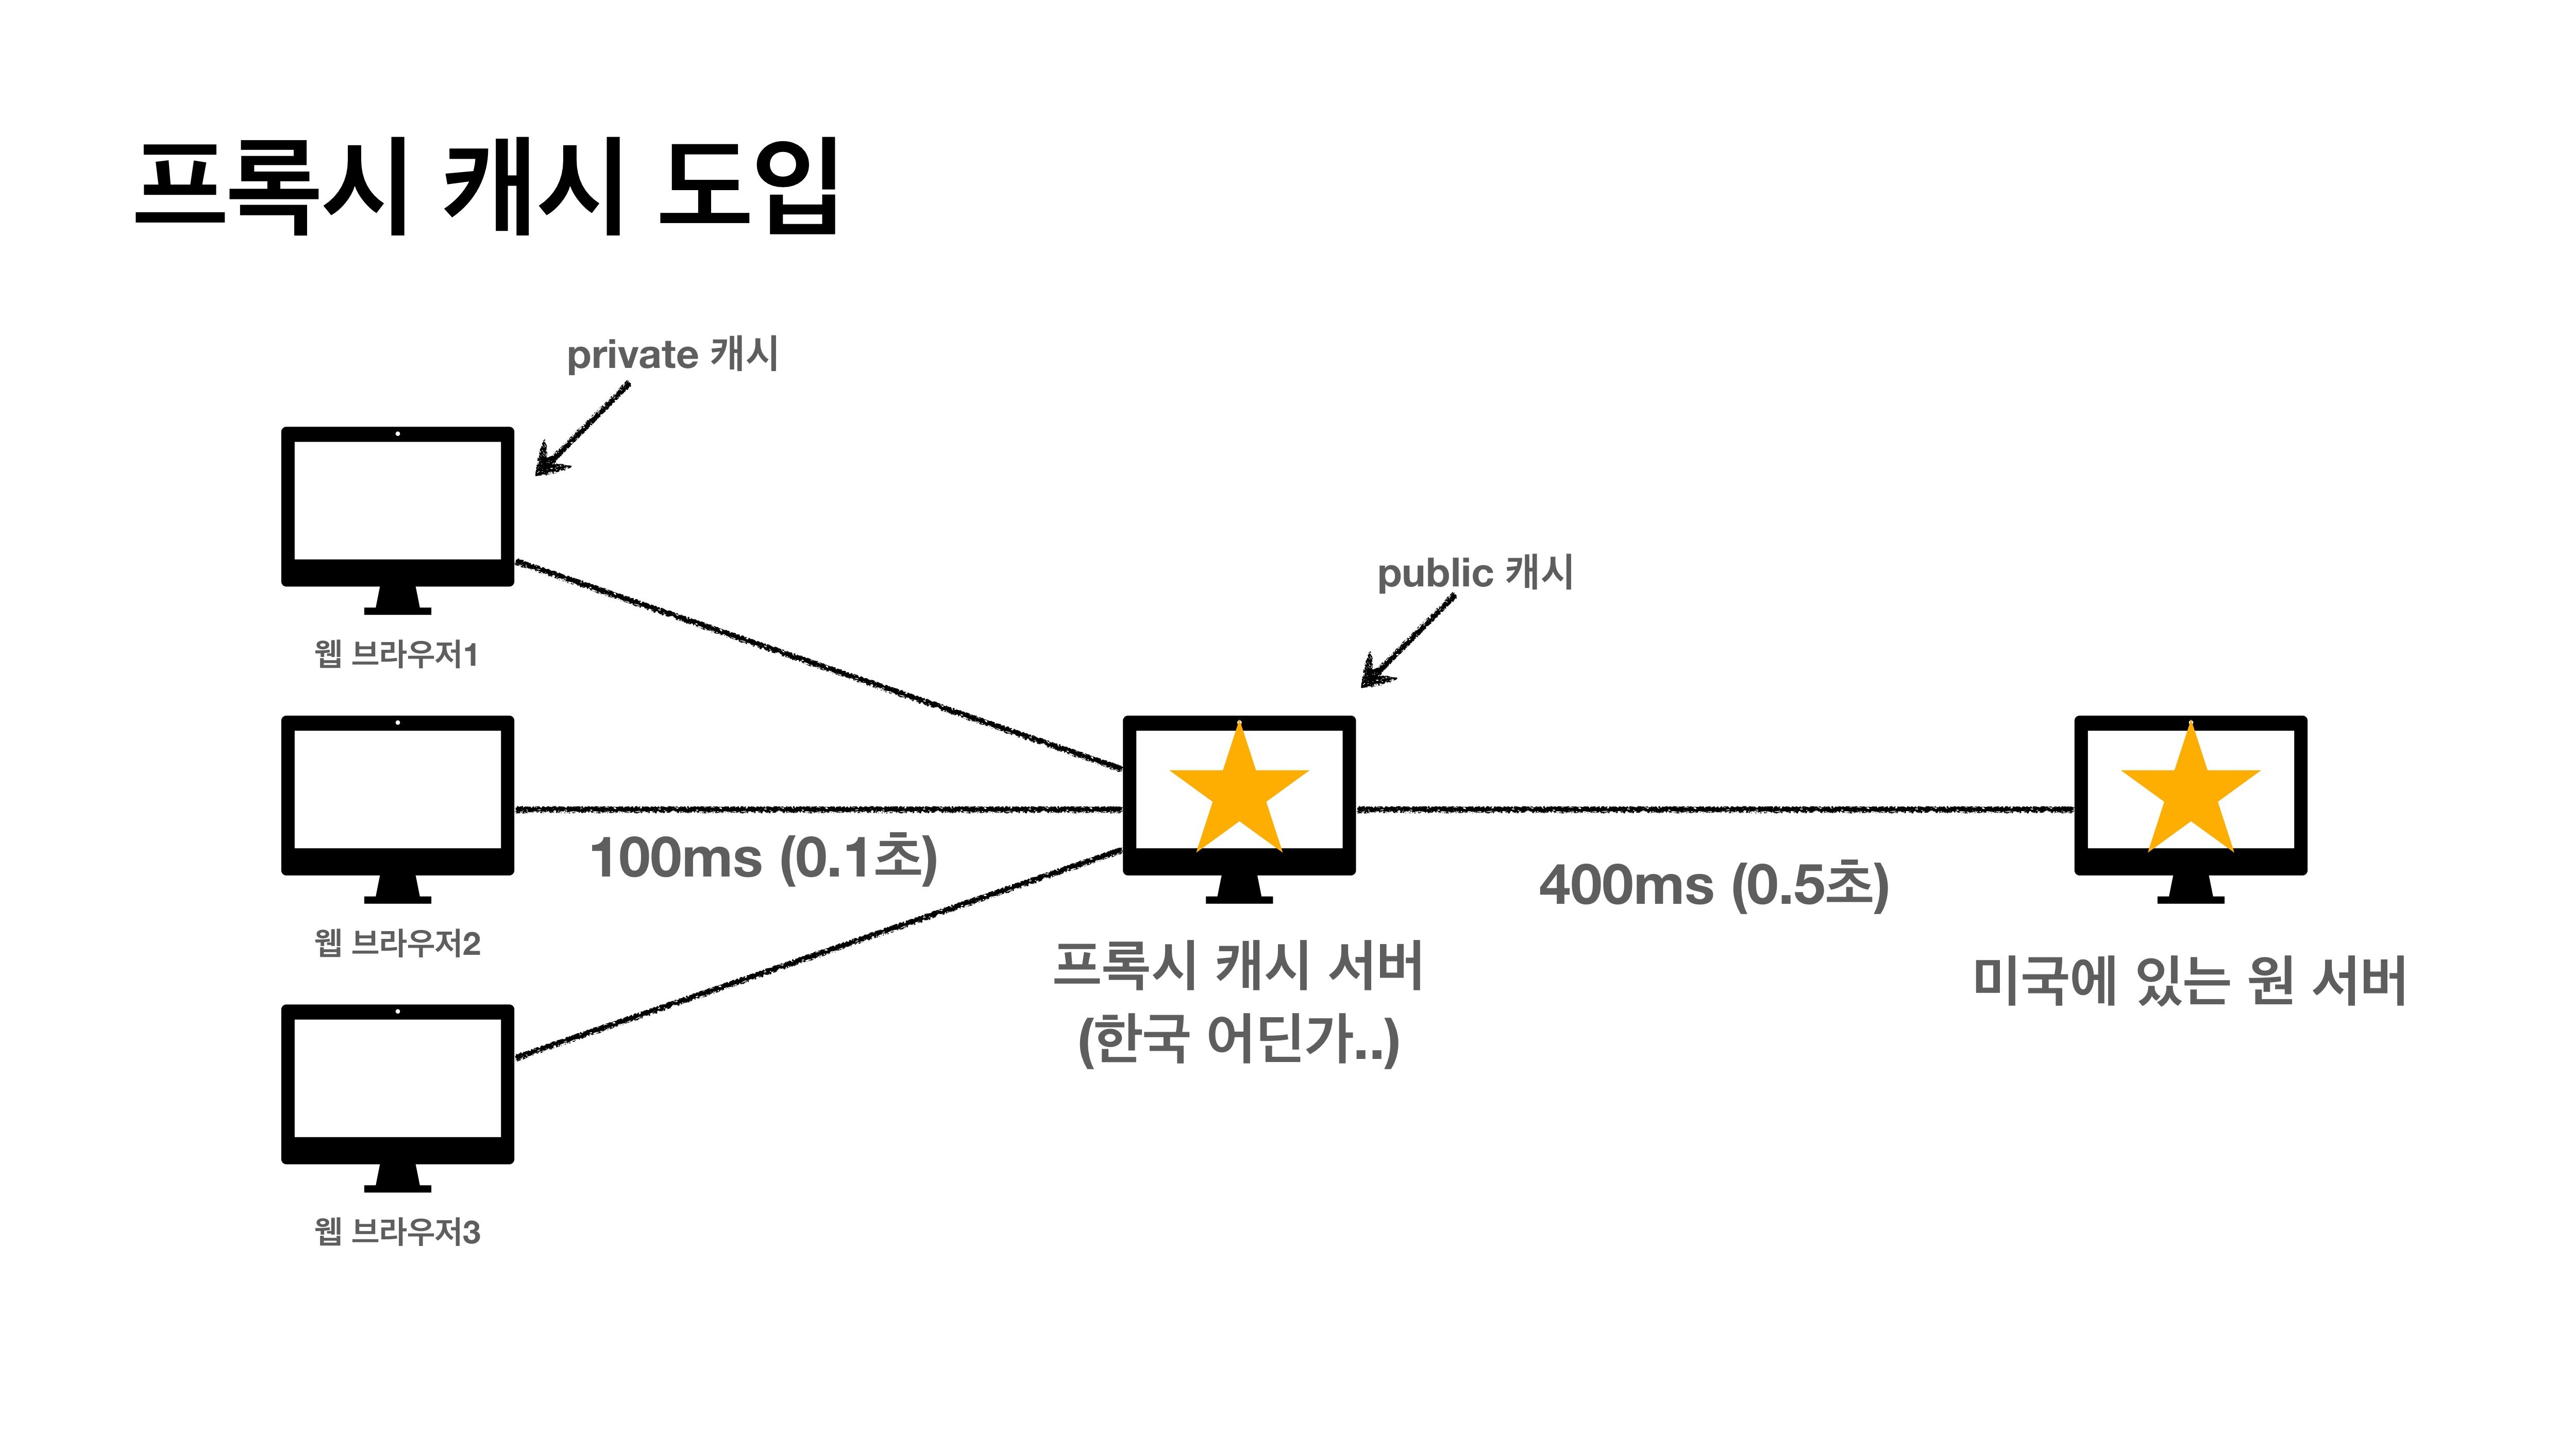 프록시 캐시 도입
private 캐시
public 캐시
웹 브라우저1
100ms (0.1초)
400ms (0.5초)
웹 브라우저2
프록시 캐시 서버
(한국 어딘가..)
미국에 있는 원 서버
웹 브라우저3